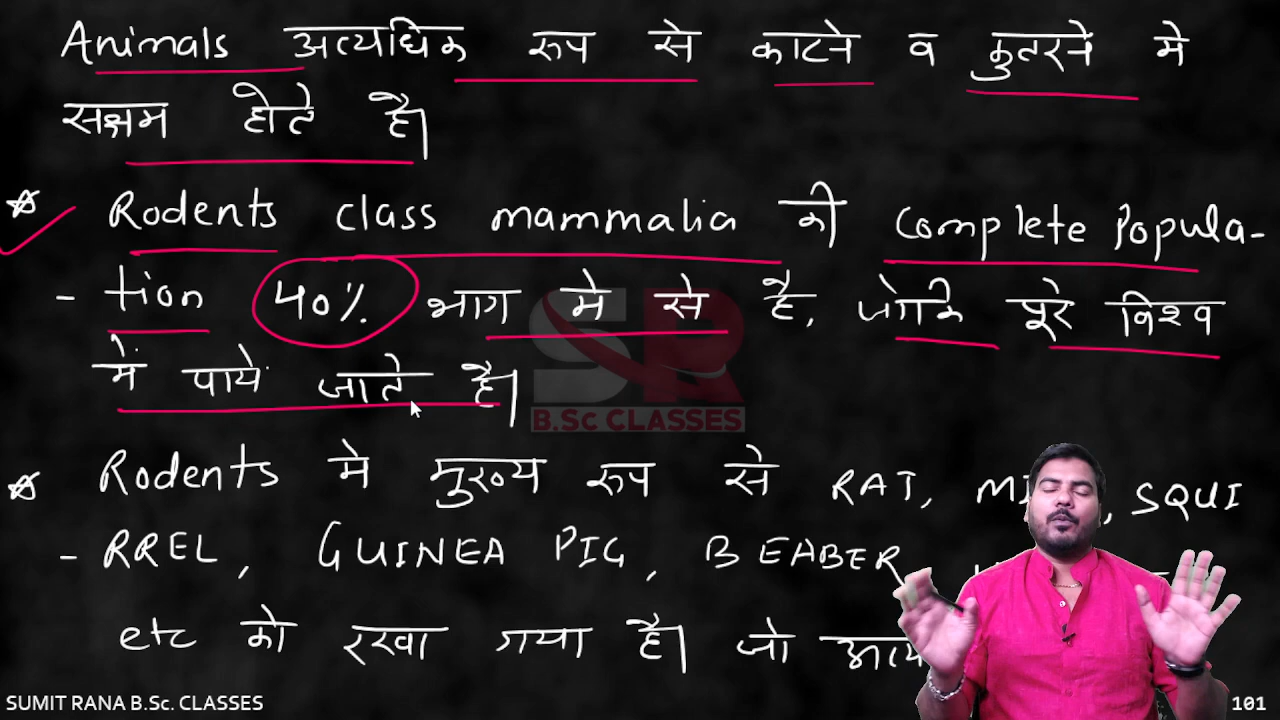 Animals अत्यधिक रूप से काटने व कुतरने मे
सक्षम होते है।
Rodents class mammalia की Complete Popula-
- tion 40% भाग मे से है, जोकि पूरे विश्व
में पाये जाते है।
Rodents मे मुख्य रूप से RAT, SQUI
- RREL, GUINEA PIG, BEABER
etc को रखा गया है। जो
SR
B.Sc CLASSES
SUMIT RANA B.Sc. CLASSES
101